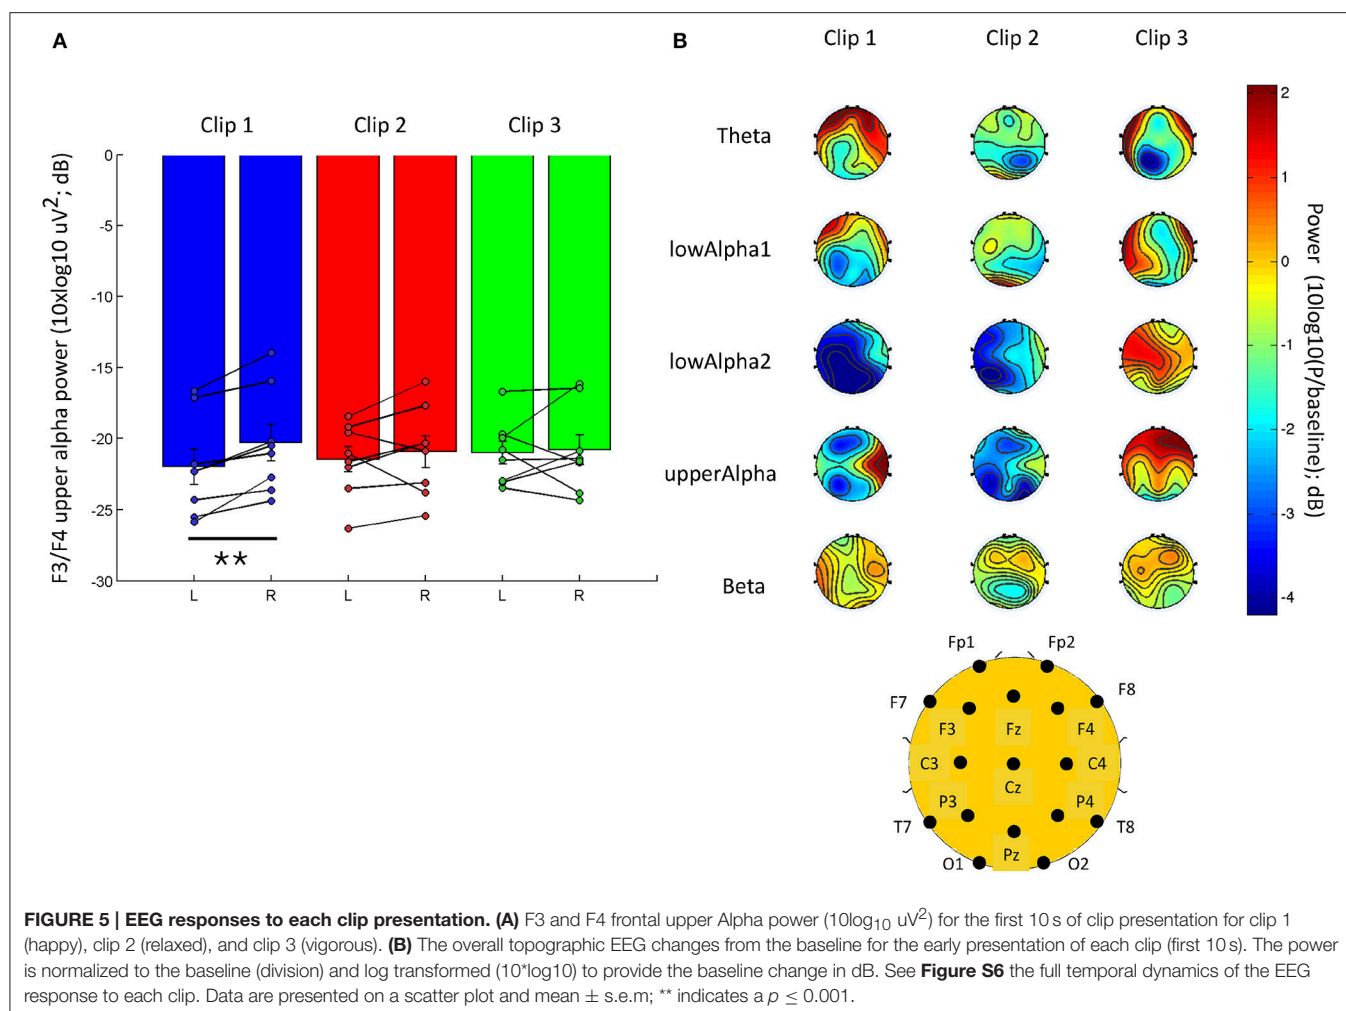 A
Clip 1 Clip 2 Clip 3
F3/F4 upper alpha power (10xlog10 uV2; dB)
0
-5
-10
-15
-20
-25
-30
**
L R L R L R
B
Clip 1 Clip 2 Clip 3
Theta
lowAlpha1
lowAlpha2
upperAlpha
Beta
2
1
0
-1
-2
-3
-4
Power (10log10(P/baseline); dB)
Fp1 Fp2
F7 F8
F3 Fz F4
C3 C4
Cz
P3 P4
T7 T8
O1 Pz O2
FIGURE 5 | EEG responses to each clip presentation. (A) F3 and F4 frontal upper Alpha power (10log10 uV2) for the first 10 s of clip presentation for clip 1
(happy), clip 2 (relaxed), and clip 3 (vigorous). (B) The overall topographic EEG changes from the baseline for the early presentation of each clip (first 10 s). The power
is normalized to the baseline (division) and log transformed (10*log10) to provide the baseline change in dB. See Figure S6 the full temporal dynamics of the EEG
response to each clip. Data are presented on a scatter plot and mean ± s.e.m; ** indicates a p ≤ 0.001.